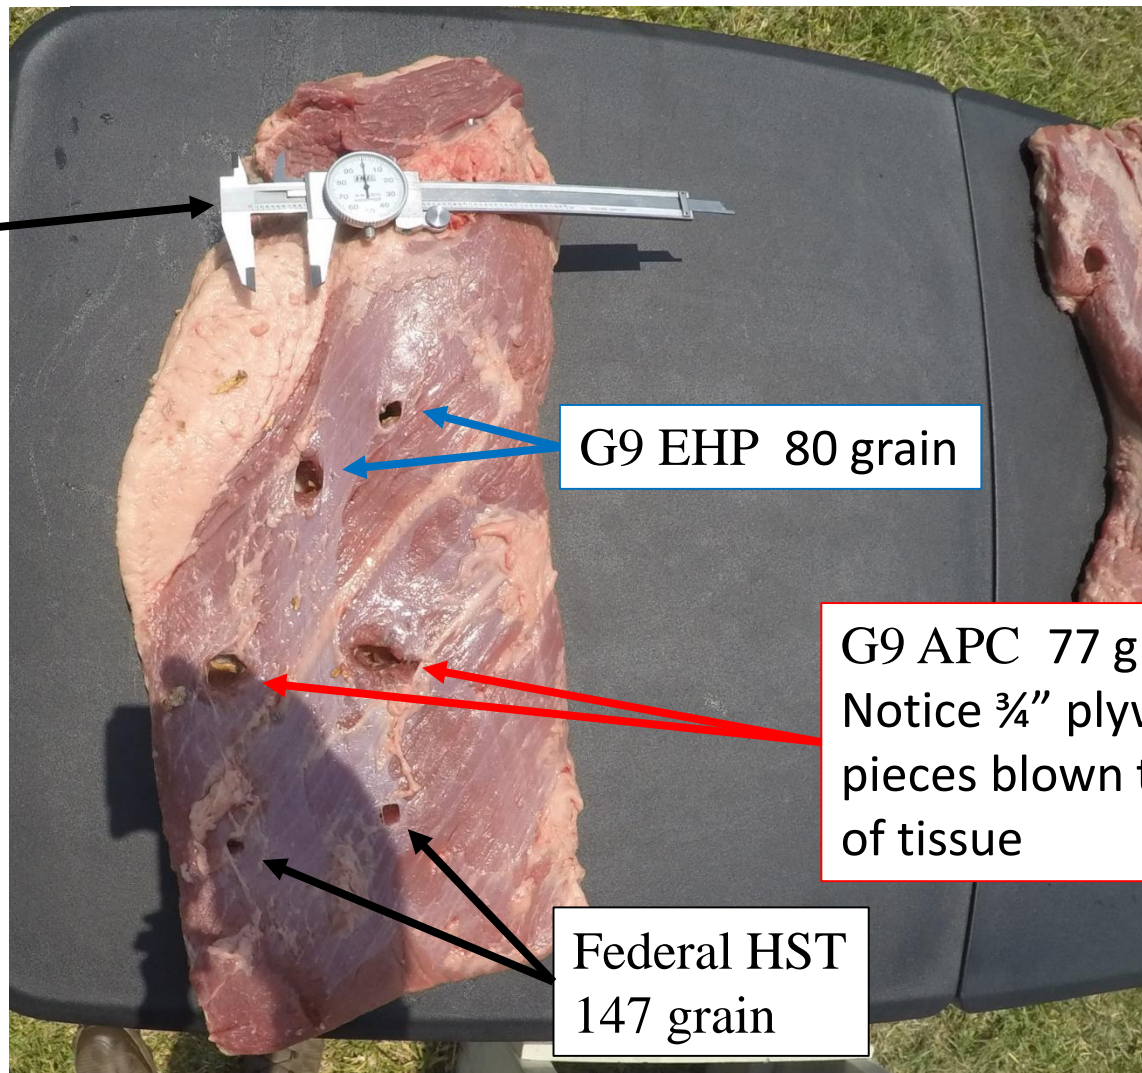 G9 EHP 80 grain
G9 APC 77 g
Notice ¾” plyw
pieces blown t
of tissue
Federal HST
147 grain